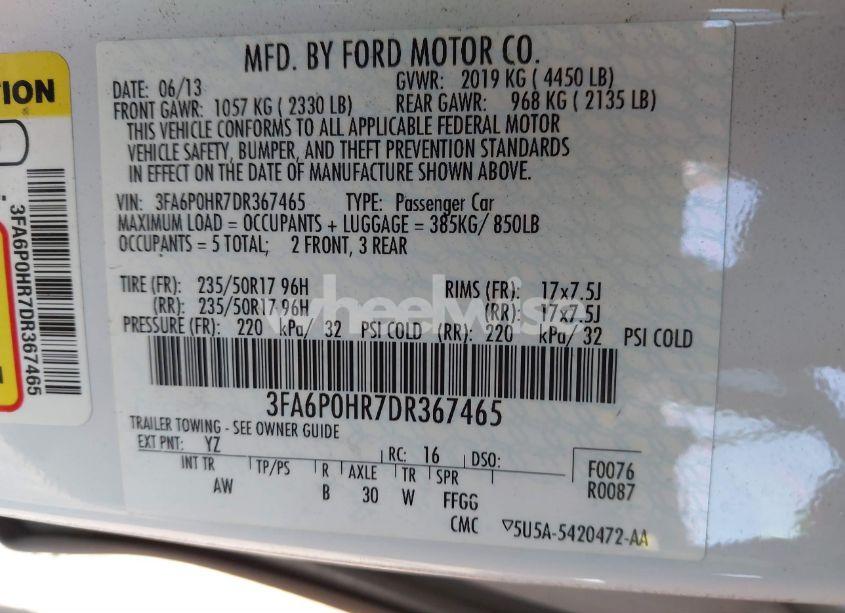 MFD. BY FORD MOTOR CO.
DATE: 06/13 GVWR: 2019 KG ( 4450 LB)
FRONT GAWR: 1057 KG ( 2330 LB) REAR GAWR: 968 KG ( 2135 LB)
THIS VEHICLE CONFORMS TO ALL APPLICABLE FEDERAL MOTOR
VEHICLE SAFETY, BUMPER, AND THEFT PREVENTION STANDARDS
IN EFFECT ON THE DATE OF MANUFACTURE SHOWN ABOVE.
VIN: 3FA6P0HR7DR367465 TYPE: Passenger Car
MAXIMUM LOAD = OCCUPANTS + LUGGAGE = 385KG/ 850LB
OCCUPANTS = 5 TOTAL; 2 FRONT, 3 REAR
TIRE (FR): 235/50R17 96H RIMS (FR): 17x7.5J
(RR): 235/50R17 96H (RR): 17x7.5J
PRESSURE (FR): 220 kPa/ 32 PSI COLD (RR): 220 kPa/ 32 PSI COLD
3FA6P0HR7DR367465
TRAILER TOWING - SEE OWNER GUIDE
EXT PNT: YZ RC: 16 DSO: F0076
INT TR TP/PS R AXLE TR SPR R0087
AW B 30 W FFGG
CMC ▽5U5A-5420472-AA
TION
3FA6P0HR7DR367465
wheelwise